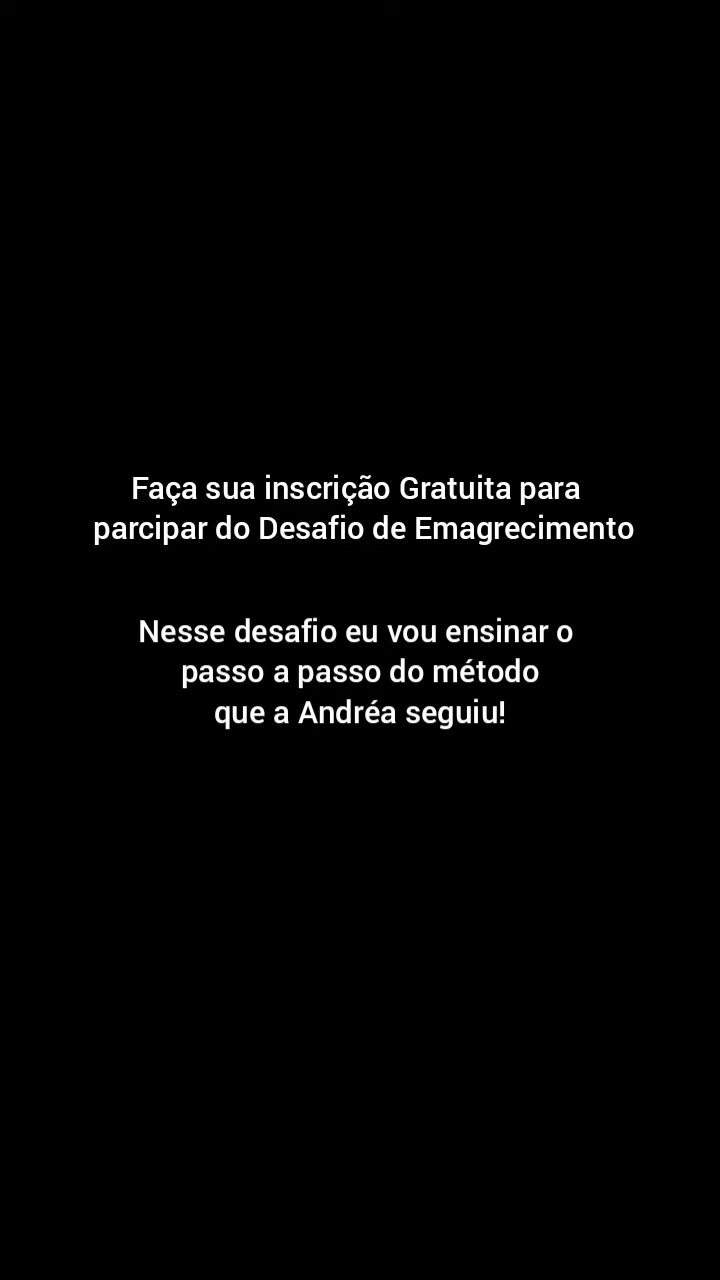 Faça sua inscrição Gratuita para
parcipar do Desafio de Emagrecimento
Nesse desafio eu vou ensinar o
passo a passo do método
que a Andréa seguiu!